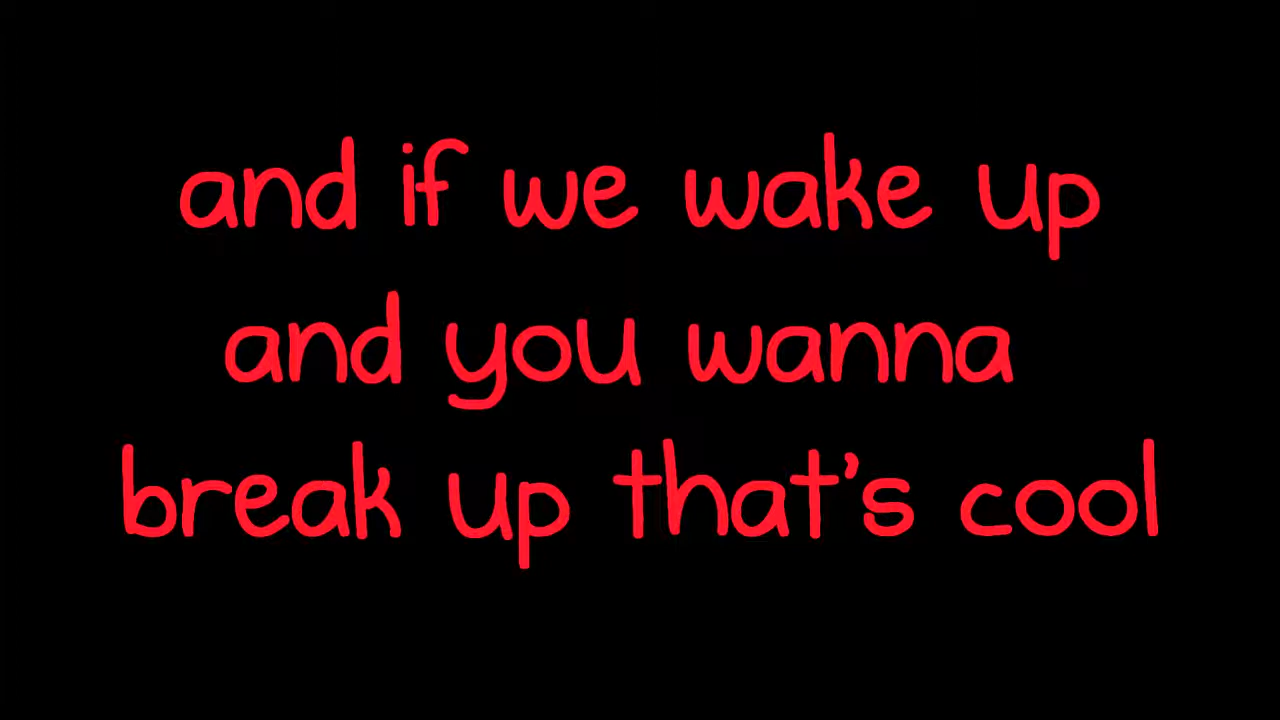 and if we wake up
and you wanna
break up that's cool